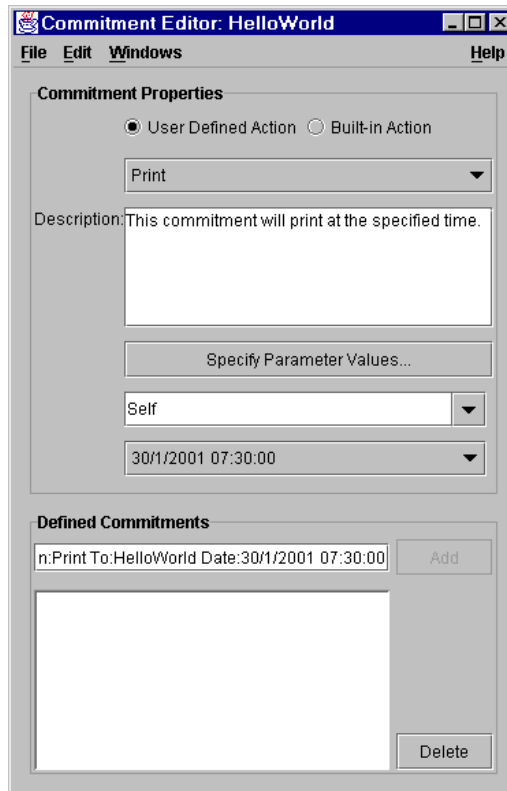 Commitment Editor: HelloWorld
File Edit Windows Help
Commitment Properties
User Defined Action Built-in Action
Print
Description: This commitment will print at the specified time.
Specify Parameter Values...
Self
30/1/2001 07:30:00
Defined Commitments
n:Print To:HelloWorld Date:30/1/2001 07:30:00 Add
Delete